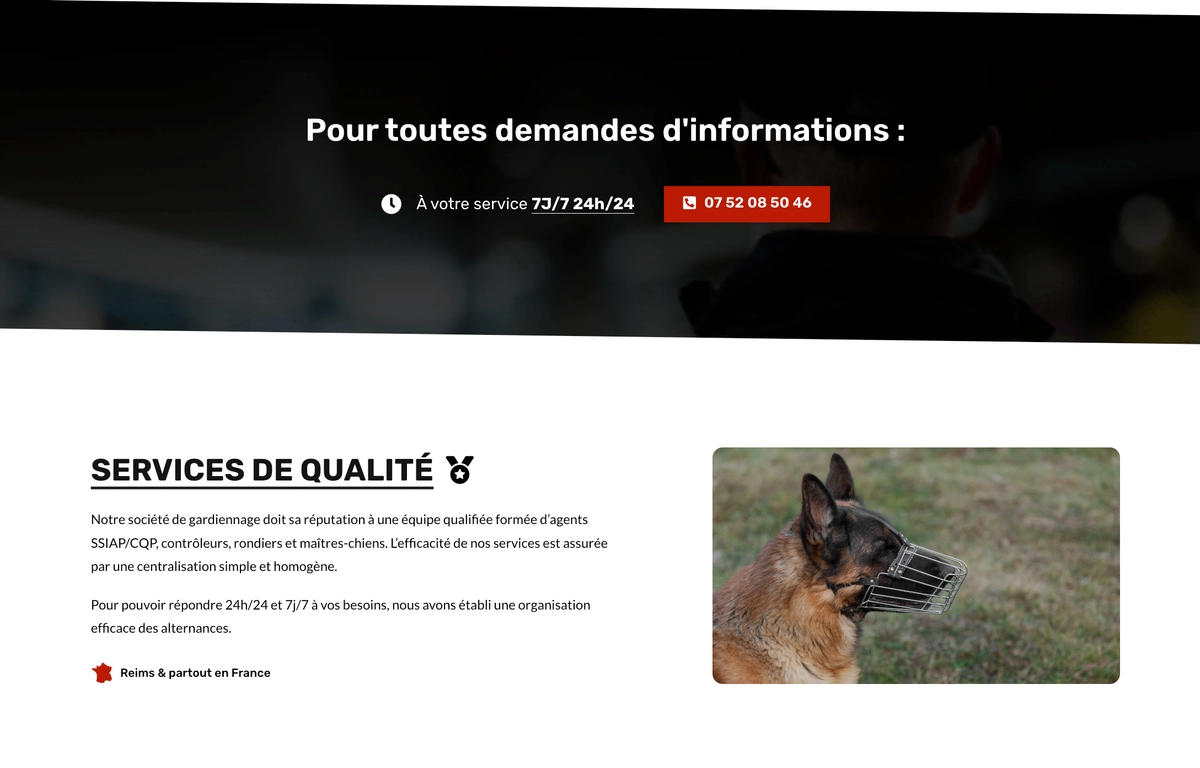 Pour toutes demandes d'informations :
À votre service 7J/7 24h/24
07 52 08 50 46
SERVICES DE QUALITÉ
Notre société de gardiennage doit sa réputation à une équipe qualifiée formée d’agents
SSIAP/CQP, contrôleurs, rondiers et maîtres-chiens. L’efficacité de nos services est assurée
par une centralisation simple et homogène.
Pour pouvoir répondre 24h/24 et 7j/7 à vos besoins, nous avons établi une organisation
efficace des alternances.
Reims & partout en France